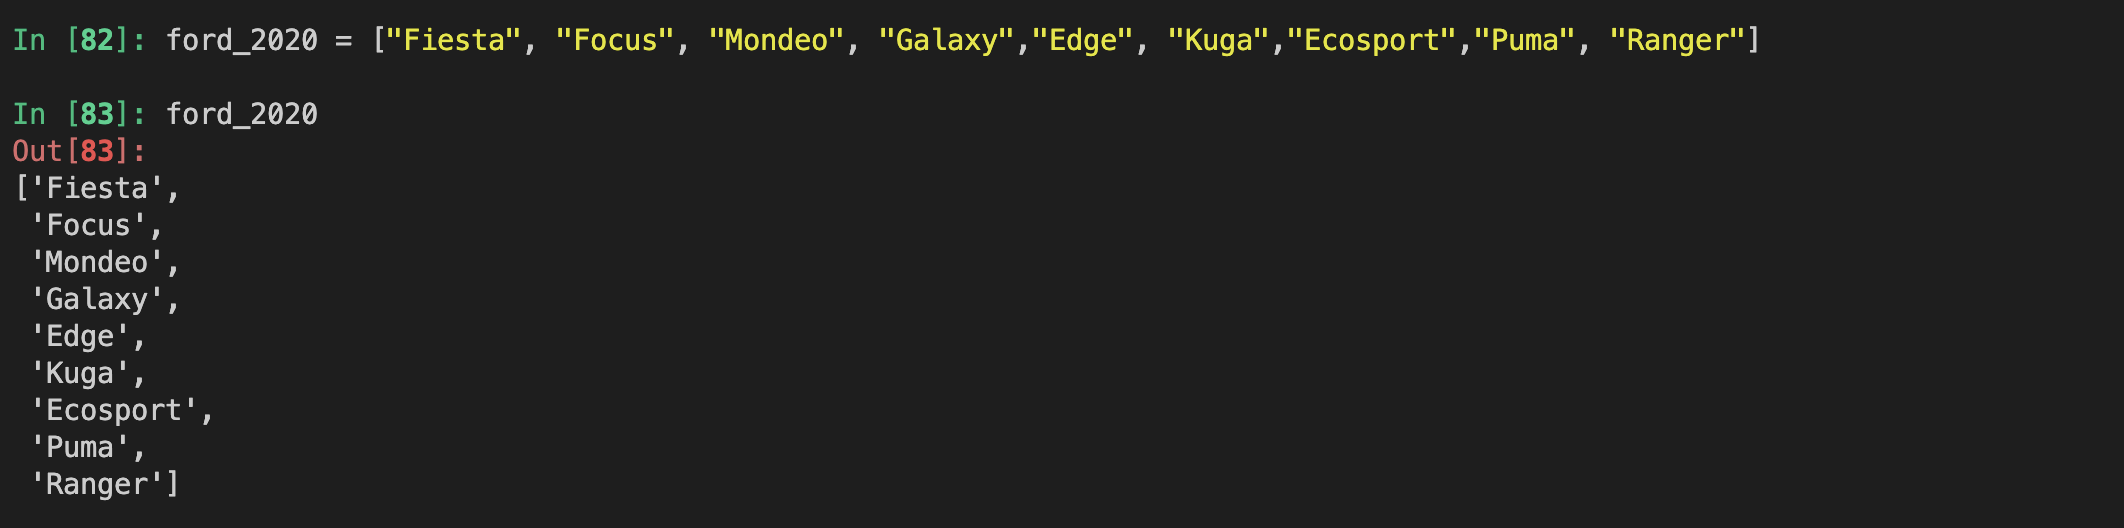 In [82]: ford_2020 = ["Fiesta", "Focus", "Mondeo", "Galaxy","Edge", "Kuga","Ecosport","Puma", "Ranger"]
In [83]: ford_2020
Out[83]:
['Fiesta',
 'Focus',
 'Mondeo',
 'Galaxy',
 'Edge',
 'Kuga',
 'Ecosport',
 'Puma',
 'Ranger']